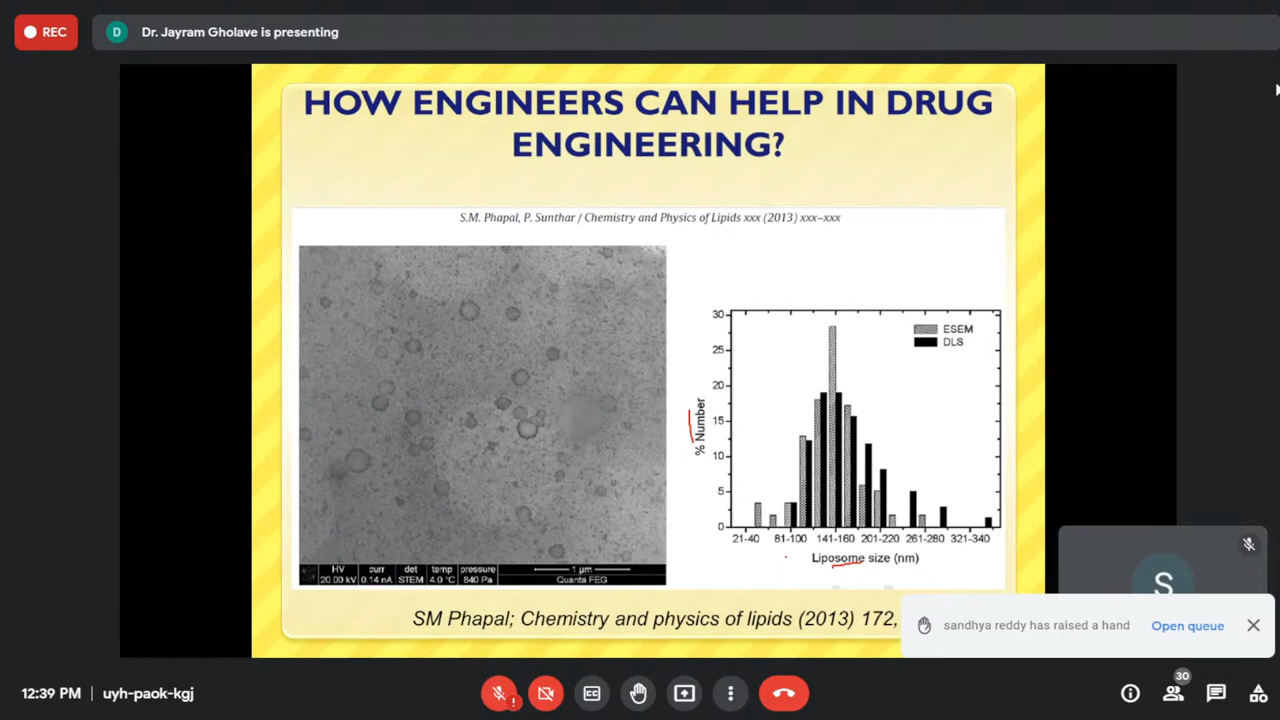 REC
D
Dr. Jayram Gholave is presenting
HOW ENGINEERS CAN HELP IN DRUG
ENGINEERING?
S.M. Phapal, P. Sunthar / Chemistry and Physics of Lipids xxx (2013) xxx–xxx
HV curr det temp pressure
20.00 kV 0.14 nA STEM 4.0 °C 840 Pa
1 µm
Quanta FEG
% Number
30
25
20
15
10
5
0
ESEM
DLS
21-40 81-100 141-160 201-220 261-280 321-340
Liposome size (nm)
SM Phapal; Chemistry and physics of lipids (2013) 172,
S
sandhya reddy has raised a hand
Open queue
12:39 PM | uyh-paok-kgj
CC
30